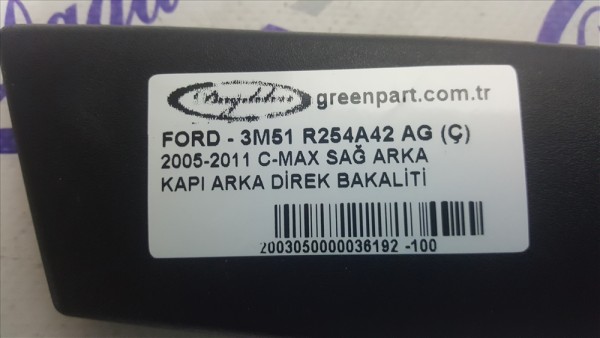 greenpart.com.tr
FORD - 3M51 R254A42 AG (Ç)
2005-2011 C-MAX SAĞ ARKA
KAPI ARKA DİREK BAKALİTİ
2003050000036192 -100